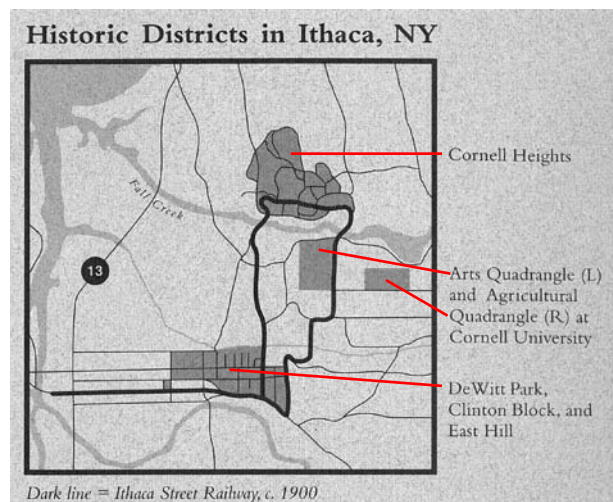 Historic Districts in Ithaca, NY
Cornell Heights
Fall Creek
13
Arts Quadrangle (L)
and Agricultural
Quadrangle (R) at
Cornell University
DeWitt Park,
Clinton Block, and
East Hill
Dark line = Ithaca Street Railway, c. 1900